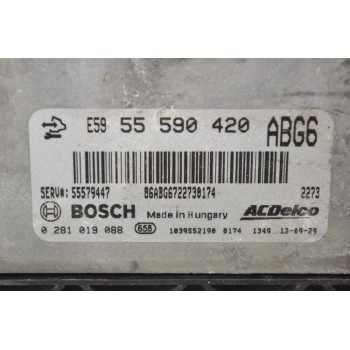 E59 55 590 420 ABG6
SERV#: 55579447 86ABG6722730174 2273
BOSCH Made in Hungary ACDelco
0 281 019 088 658 1039S52190 0174 1349 12-09-29